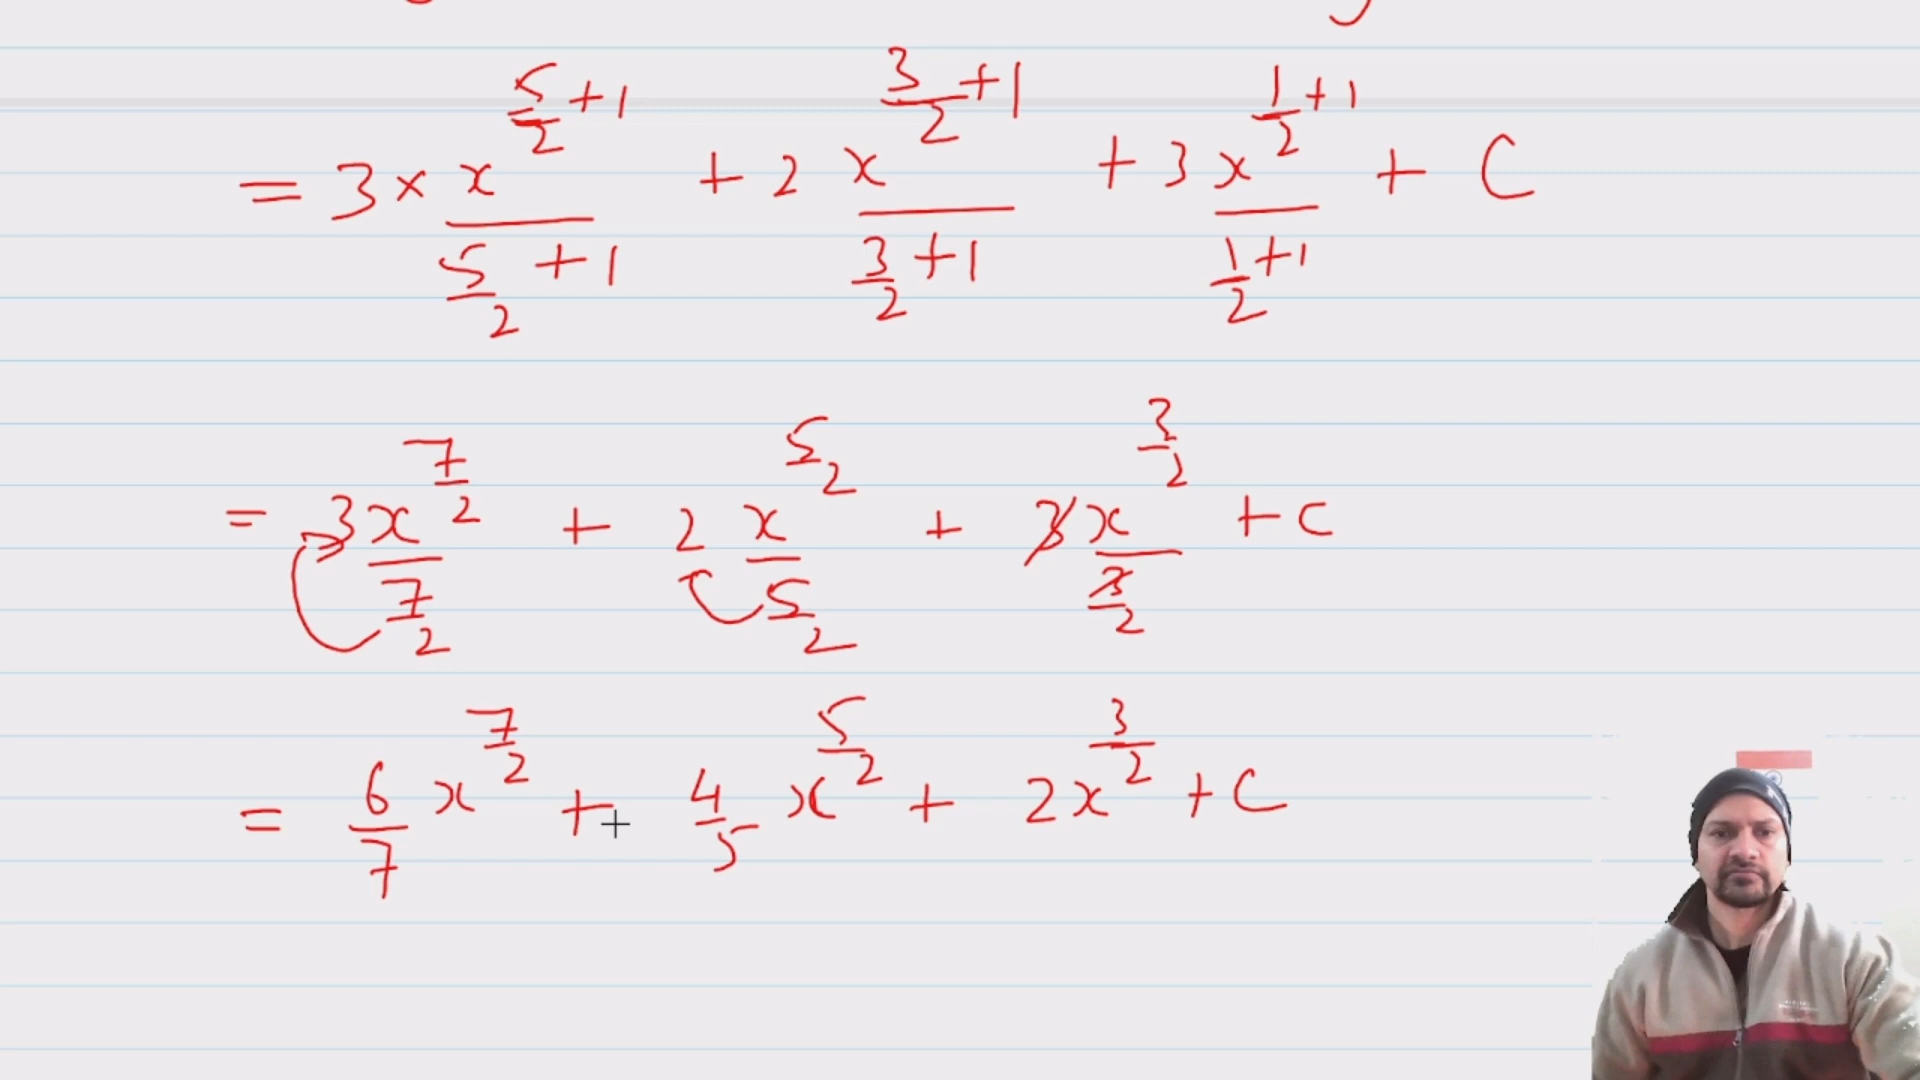 = 3 × x^(5/2 + 1) / (5/2 + 1) + 2 x^(3/2 + 1) / (3/2 + 1) + 3 x^(1/2 + 1) / (1/2 + 1) + C
= 3 x^(7/2) / (7/2) + 2 x^(5/2) / (5/2) + 3 x^(3/2) / (3/2) + C
= 6/7 x^(7/2) + 4/5 x^(5/2) + 2x^(3/2) + C